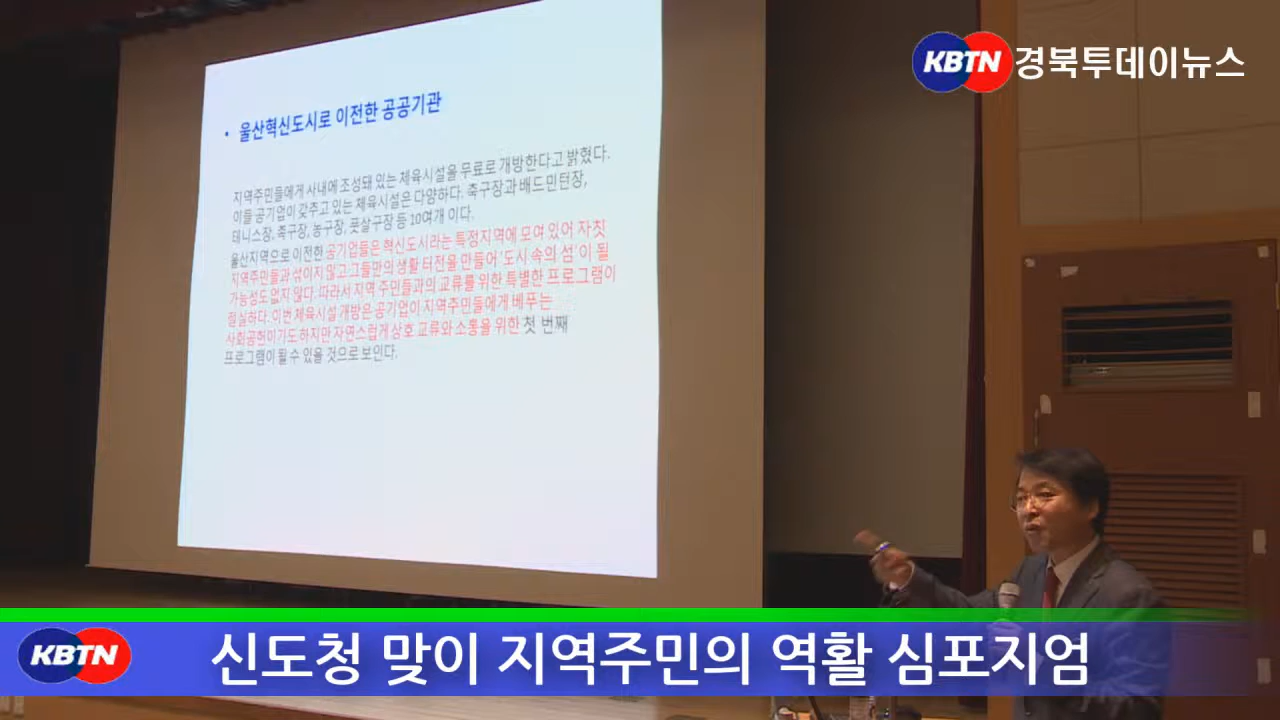 KBTN 경북투데이뉴스
• 울산혁신도시로 이전한 공공기관
지역주민들에게 사내에 조성돼 있는 체육시설을 무료로 개방한다고 밝혔다.
이들 공기업이 갖추고 있는 체육시설은 다양하다. 축구장과 배드민턴장,
테니스장, 족구장, 농구장, 풋살구장 등 10여개 이다.
울산지역으로 이전한 공기업들은 혁신도시라는 특정지역에 모여 있어 자칫
지역주민들과 섞이지 않고 그들만의 생활 터전을 만들어 '도시 속의 섬'이 될
가능성도 없지 않다. 따라서 지역 주민들과의 교류를 위한 특별한 프로그램이
절실하다. 이번 체육시설 개방은 공기업이 지역주민들에게 베푸는
사회공헌이기도 하지만 자연스럽게 상호 교류와 소통을 위한 첫 번째
프로그램이 될 수 있을 것으로 보인다.
KBTN 신도청 맞이 지역주민의 역활 심포지엄